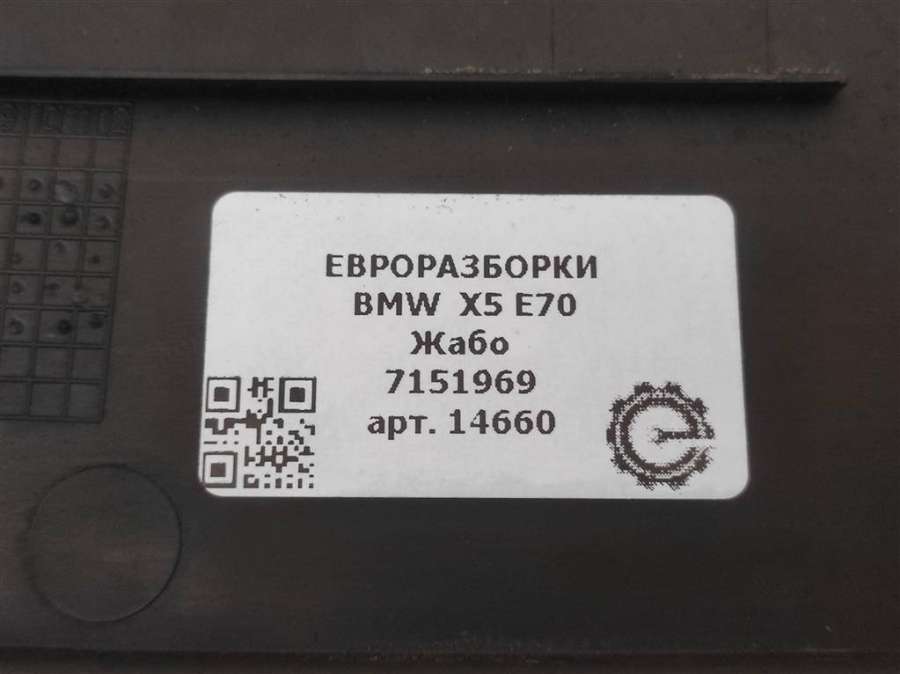 ЕВРОРАЗБОРКИ
BMW X5 E70
Жабо
7151969
арт. 14660